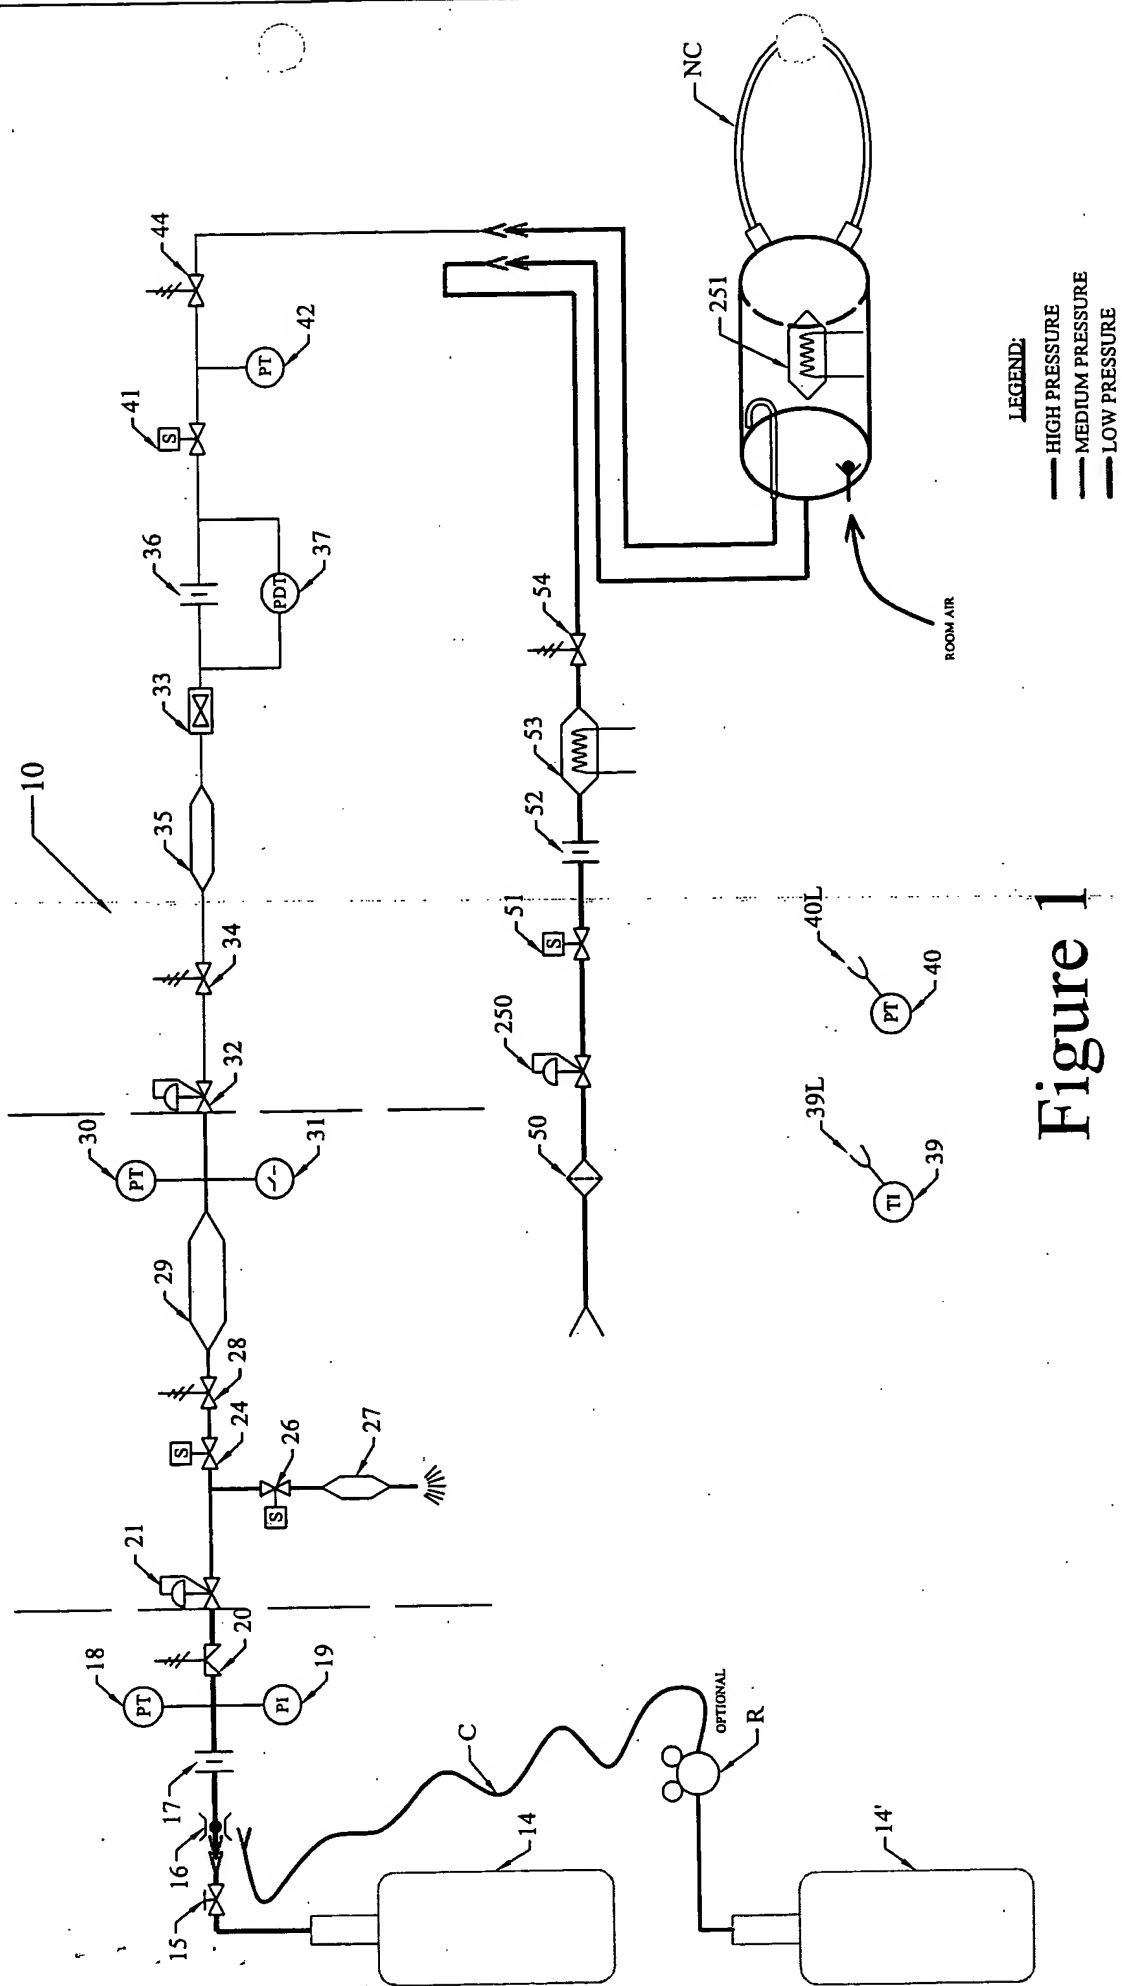 10
15
16
17
18
PT
PI
19
20
21
S
24
S
26
27
28
29
30
PT
31
32
34
35
33
36
PDT
37
41
S
PT
42
44
50
250
51
S
52
53
54
14
C
OPTIONAL
R
14'
39L
TI
39
40L
PT
40
ROOM AIR
251
NC
LEGEND:
HIGH PRESSURE
MEDIUM PRESSURE
LOW PRESSURE
Figure 1